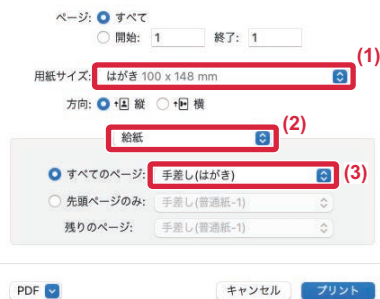 ページ: すべて
開始: 1 終了: 1
(1)
用紙サイズ: はがき 100 x 148 mm
方向: 縦 横
(2)
給紙
すべてのページ: 手差し(はがき) (3)
先頭ページのみ: 手差し(普通紙-1)
残りのページ: 手差し(普通紙-1)
PDF キャンセル プリント